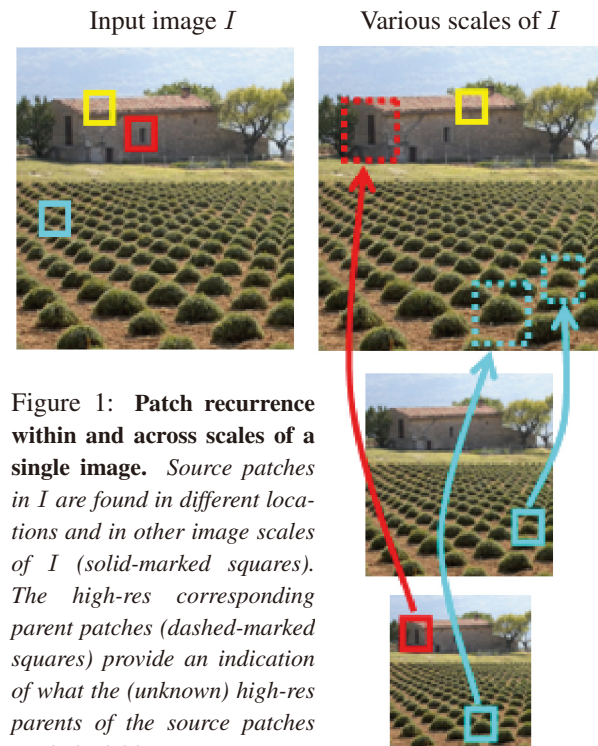 Input image I
Various scales of I
Figure 1: Patch recurrence
within and across scales of a
single image. Source patches
in I are found in different loca-
tions and in other image scales
of I (solid-marked squares).
The high-res corresponding
parent patches (dashed-marked
squares) provide an indication
of what the (unknown) high-res
parents of the source patches